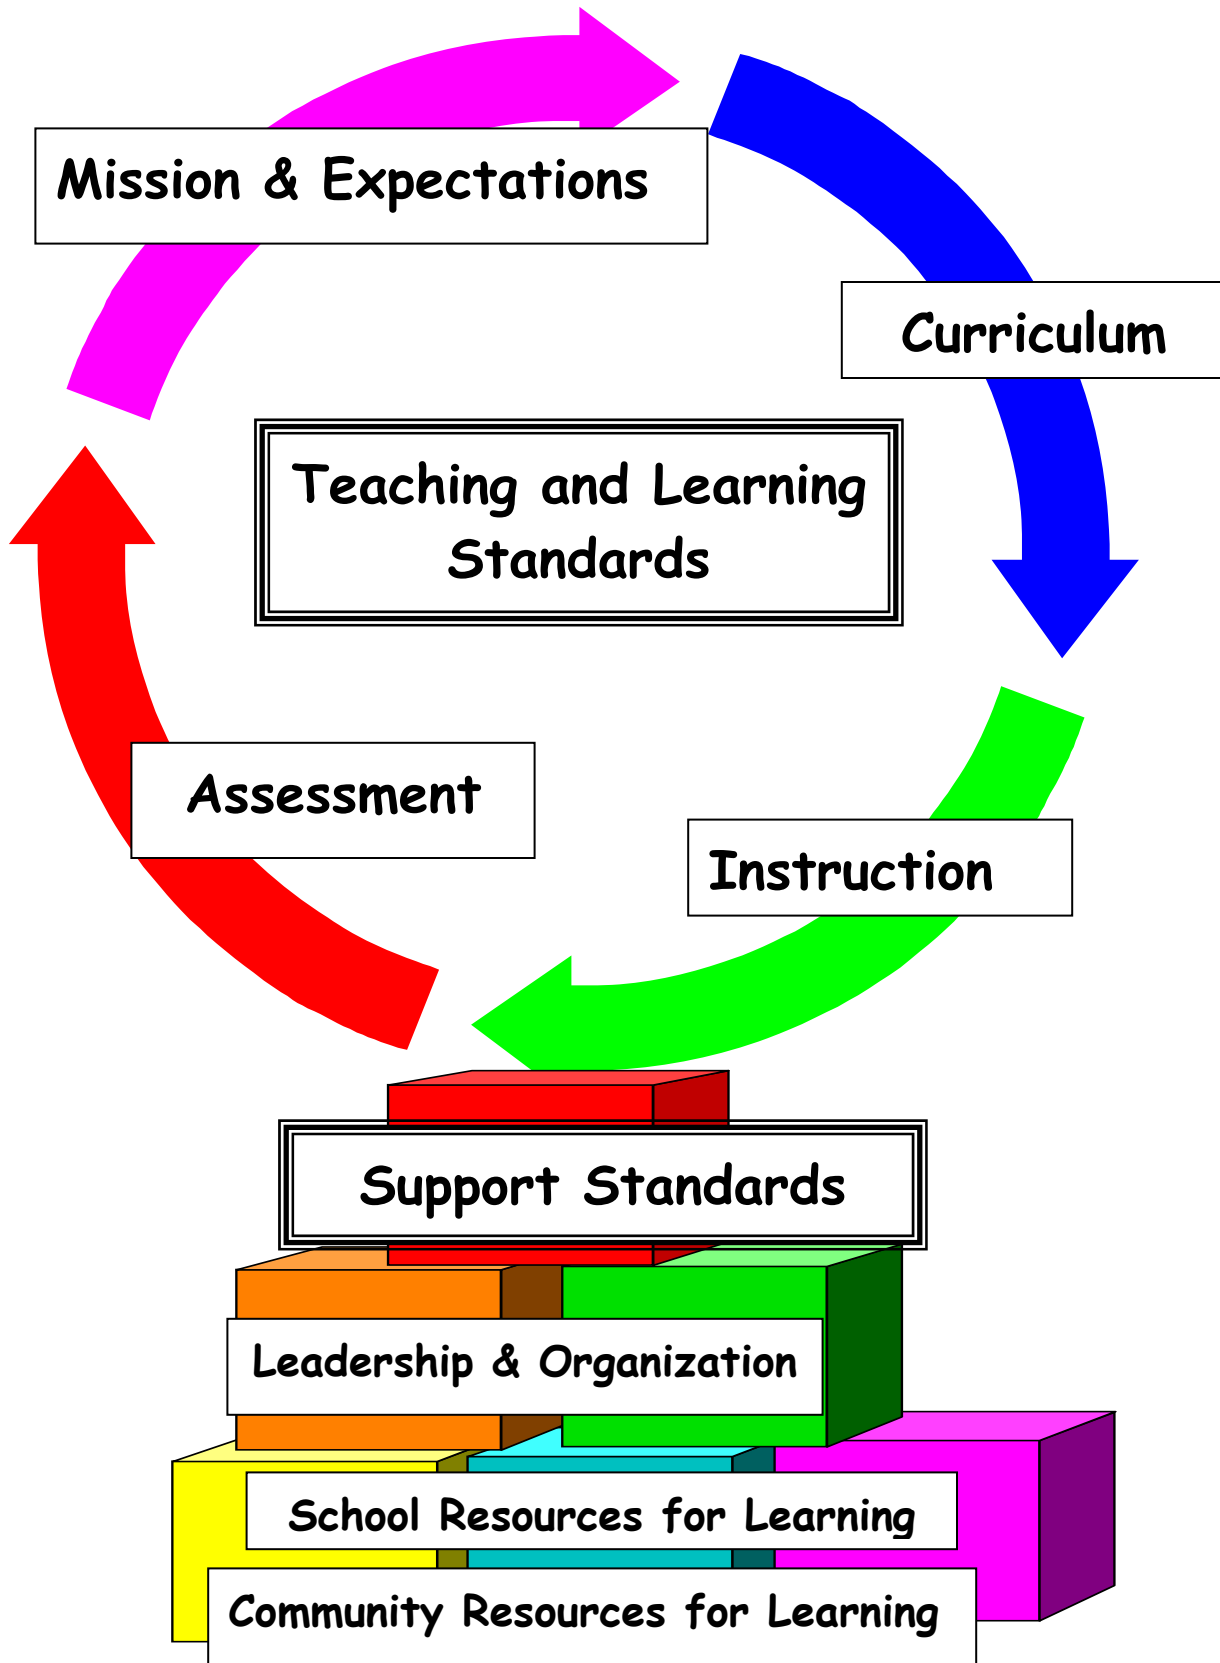 Mission & Expectations
Curriculum
Teaching and Learning
Standards
Assessment
Instruction
Support Standards
Leadership & Organization
School Resources for Learning
Community Resources for Learning